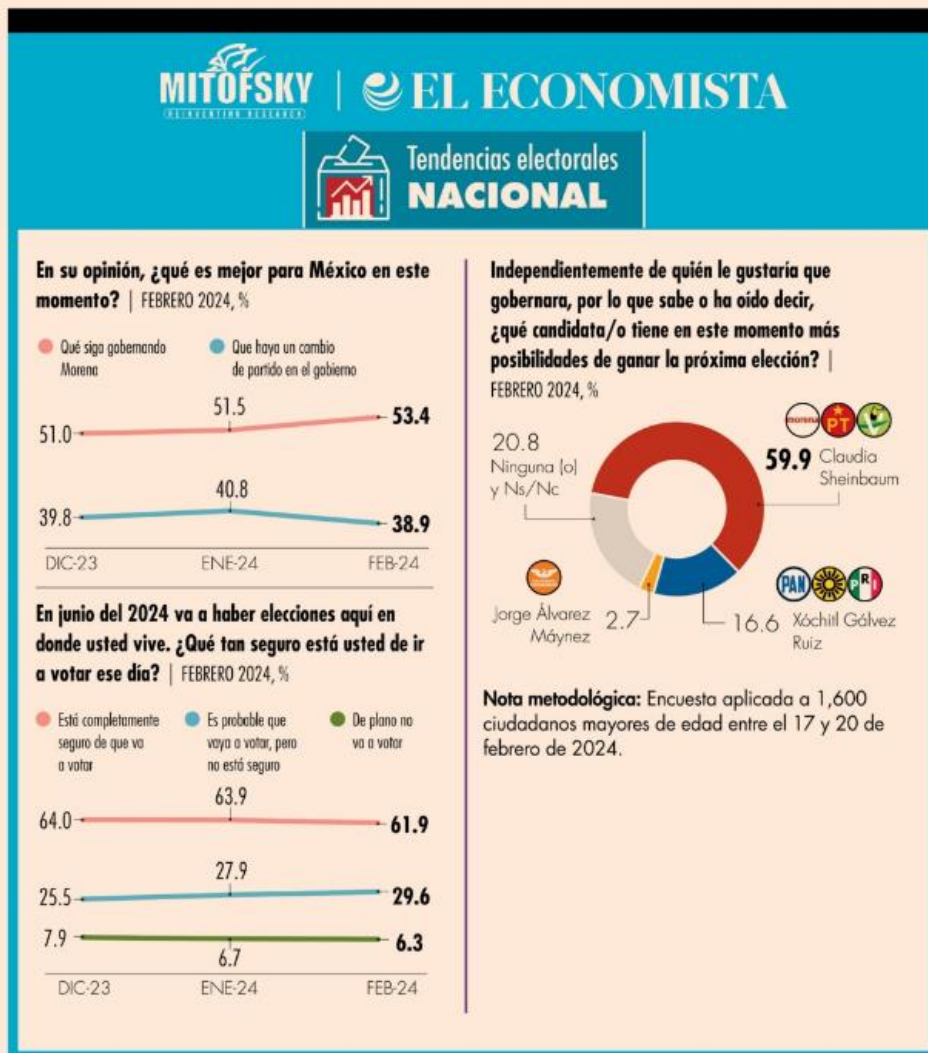 MITOFSKY
REINVENTING RESEARCH
EL ECONOMISTA
Tendencias electorales
NACIONAL
En su opinión, ¿qué es mejor para México en este
momento? | FEBRERO 2024, %
Qué siga gobernando
Morena
Que haya un cambio
de partido en el gobierno
51.0
51.5
53.4
39.8
40.8
38.9
DIC-23 ENE-24 FEB-24
En junio del 2024 va a haber elecciones aquí en
donde usted vive. ¿Qué tan seguro está usted de ir
a votar ese día? | FEBRERO 2024, %
Está completamente
seguro de que va
a votar
Es probable que
vaya a votar, pero
no está seguro
De plano no
va a votar
64.0
63.9
61.9
25.5
27.9
29.6
7.9
6.7
6.3
DIC-23 ENE-24 FEB-24
Independientemente de quién le gustaría que
gobernara, por lo que sabe o ha oído decir,
¿qué candidata/o tiene en este momento más
posibilidades de ganar la próxima elección? |
FEBRERO 2024, %
morena PT
59.9 Claudia
Sheinbaum
20.8
Ninguna (o)
y Ns/Nc
Jorge Álvarez
Máynez
2.7
PAN PRI
16.6 Xóchitl Gálvez
Ruiz
Nota metodológica: Encuesta aplicada a 1,600
ciudadanos mayores de edad entre el 17 y 20 de
febrero de 2024.